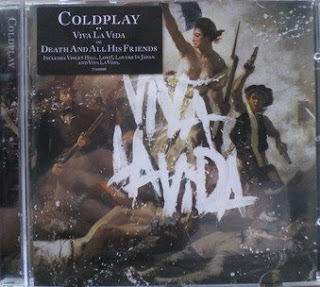 COLDPLAY
COLDPLAY
VIVA LA VIDA
OR
DEATH AND ALL HIS FRIENDS
INCLUDES VIOLET HILL, LOST!, LOVERS IN JAPAN
AND VIVA LA VIDA.
VIVA
LA VIDA